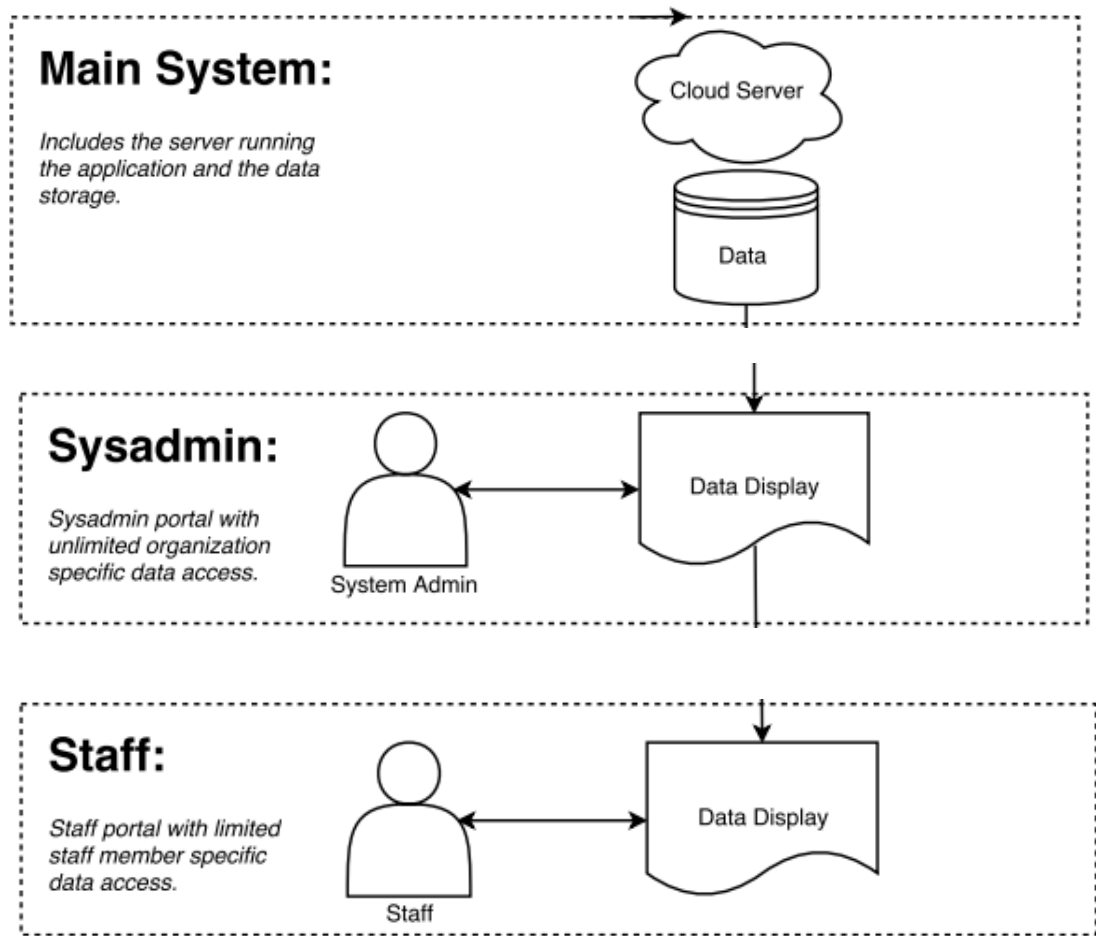 Main System:
Includes the server running
the application and the data
storage.
Cloud Server
Data
Sysadmin:
Sysadmin portal with
unlimited organization
specific data access.
System Admin
Data Display
Staff:
Staff portal with limited
staff member specific
data access.
Staff
Data Display